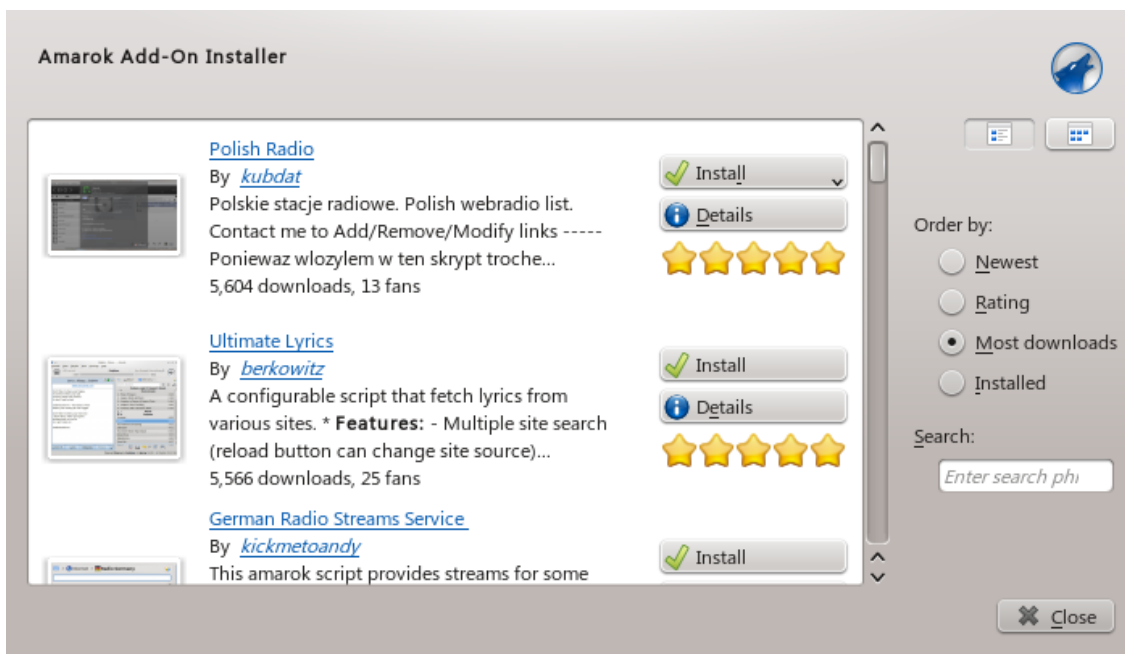 Amarok Add-On Installer
Polish Radio
By kubdat
Polskie stacje radiowe. Polish webradio list.
Contact me to Add/Remove/Modify links -----
Poniewaz wlozylem w ten skrypt troche...
5,604 downloads, 13 fans
Install
Details
Ultimate Lyrics
By berkowitz
A configurable script that fetch lyrics from
various sites. * Features: - Multiple site search
(reload button can change site source)...
5,566 downloads, 25 fans
Install
Details
German Radio Streams Service
By kickmetoandy
This amarok script provides streams for some
Install
Order by:
Newest
Rating
Most downloads
Installed
Search:
Enter search phr
Close